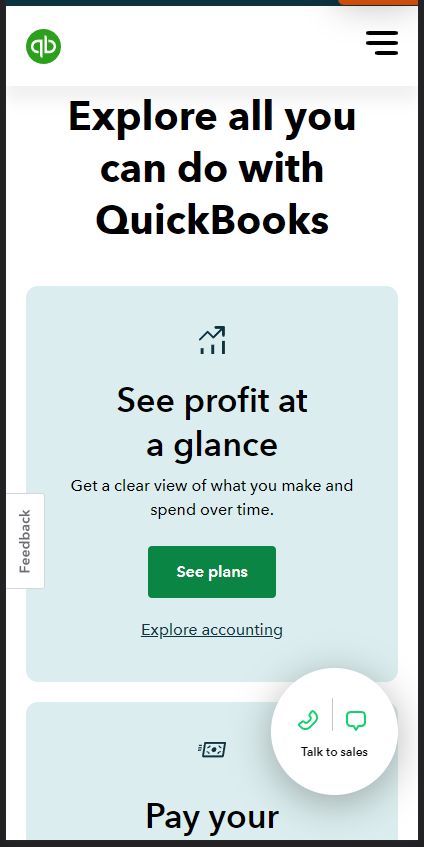 qb
Explore all you
can do with
QuickBooks
See profit at
a glance
Get a clear view of what you make and
spend over time.
Feedback
See plans
Explore accounting
Talk to sales
Pay your